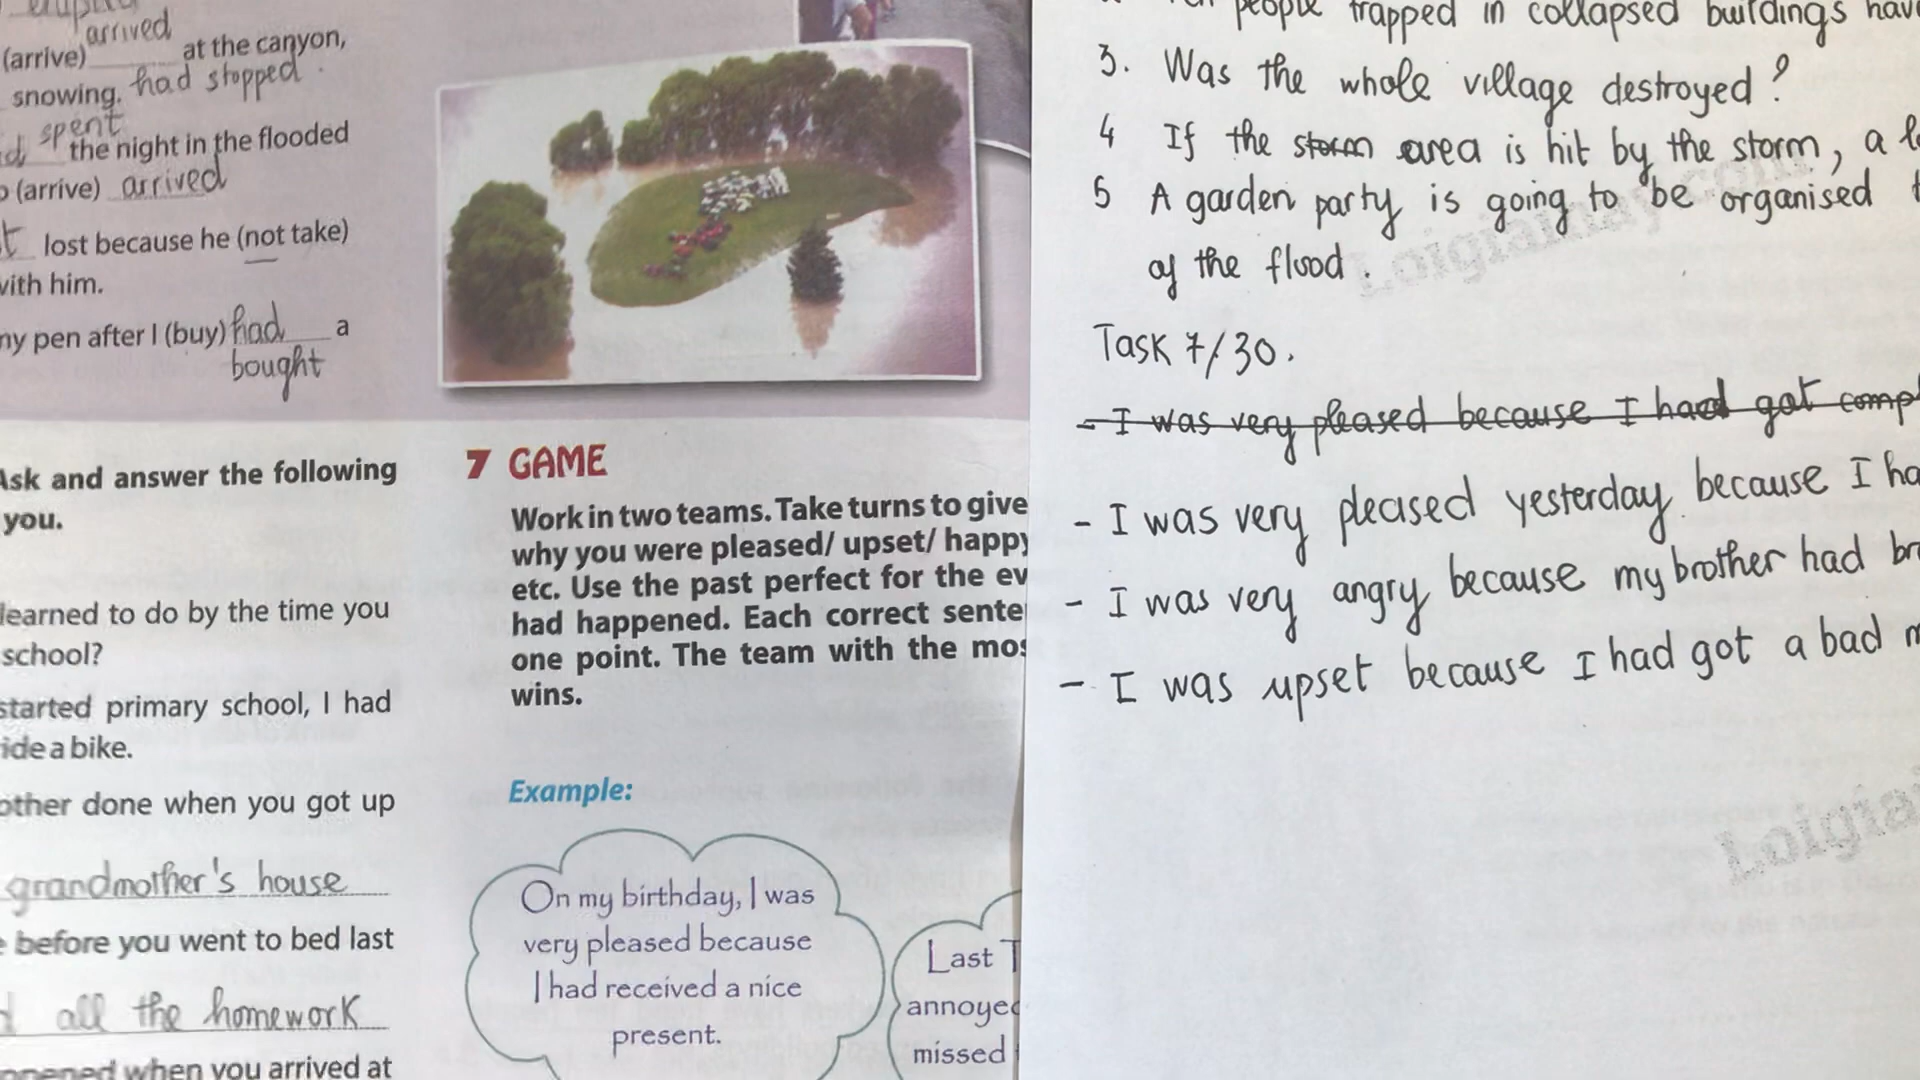 arrived
(arrive) at the canyon,
snowing. had stopped.
spent
the night in the flooded
(arrive) arrived
lost because he (not take)
with him.
my pen after I (buy) had a
bought
Ask and answer the following
you.
learned to do by the time you
school?
started primary school, I had
ride a bike.
other done when you got up
grandmother's house
before you went to bed last
all the homework
when you arrived at
7 GAME
Work in two teams. Take turns to give
why you were pleased/ upset/ happy
etc. Use the past perfect for the ev
had happened. Each correct sente
one point. The team with the mos
wins.
Example:
On my birthday, I was
very pleased because
I had received a nice
present.
Last T
annoyed
missed
people trapped in collapsed buildings have
3. Was the whole village destroyed?
4 If the storm area is hit by the storm, a l
5 A garden party is going to be organised t
of the flood.
Task 7/30.
- I was very pleased because I had got comp
- I was very pleased yesterday because I ha
- I was very angry because my brother had br
- I was upset because I had got a bad m
Loigiaihay.com
Loigia